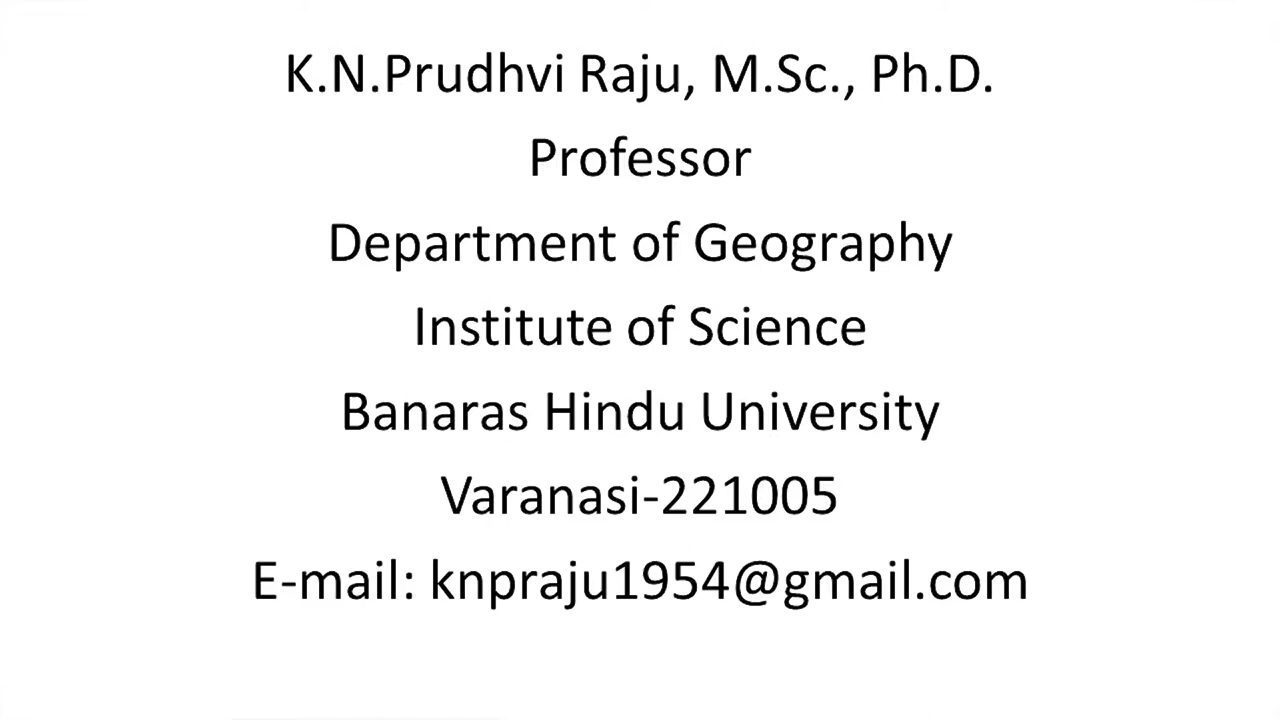 K.N.Prudhvi Raju, M.Sc., Ph.D.
Professor
Department of Geography
Institute of Science
Banaras Hindu University
Varanasi-221005
E-mail: knpraju1954@gmail.com